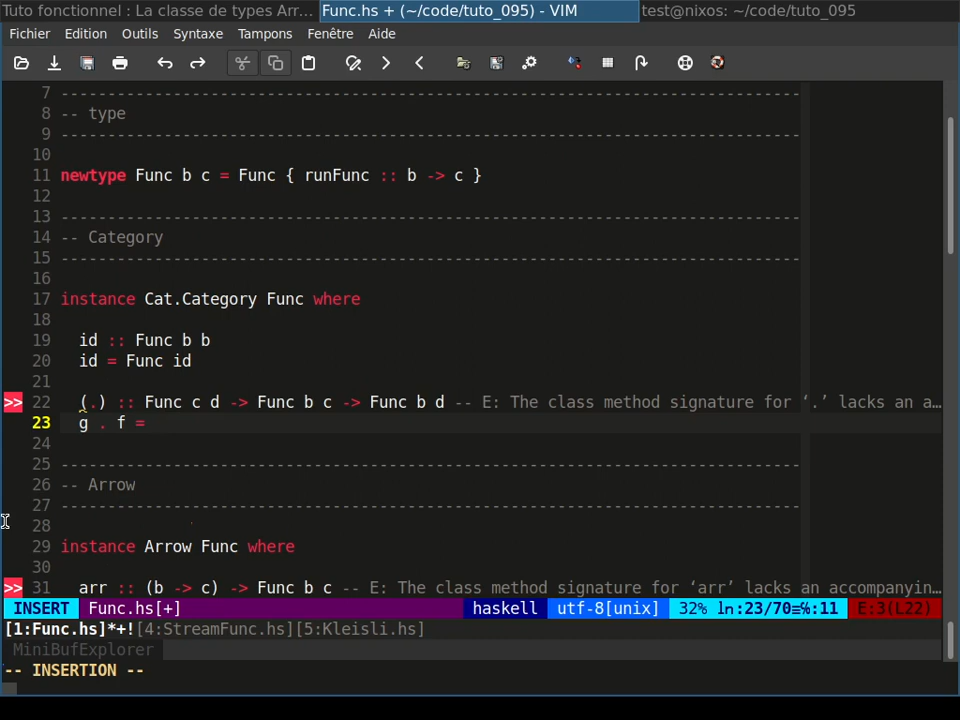 Tuto fonctionnel : La classe de types Arr... Func.hs + (~/code/tuto_095) - VIM test@nixos: ~/code/tuto_095
Fichier Edition Outils Syntaxe Tampons Fenêtre Aide
7 -------------------------------------------------------------------------------
8 -- type
9 -------------------------------------------------------------------------------
10
11 newtype Func b c = Func { runFunc :: b -> c }
12
13 -------------------------------------------------------------------------------
14 -- Category
15 -------------------------------------------------------------------------------
16
17 instance Cat.Category Func where
18
19 id :: Func b b
20 id = Func id
21
>> 22 (.) :: Func c d -> Func b c -> Func b d -- E: The class method signature for ‘.’ lacks an a…
23 g . f =
24
25 -------------------------------------------------------------------------------
26 -- Arrow
27 -------------------------------------------------------------------------------
28
29 instance Arrow Func where
30
>> 31 arr :: (b -> c) -> Func b c -- E: The class method signature for ‘arr’ lacks an accompanyin…
INSERT Func.hs[+] haskell utf-8[unix] 32% ln:23/70≡℅:11 E:3(L22)
[1:Func.hs]*+![4:StreamFunc.hs][5:Kleisli.hs]
MiniBufExplorer
-- INSERTION --